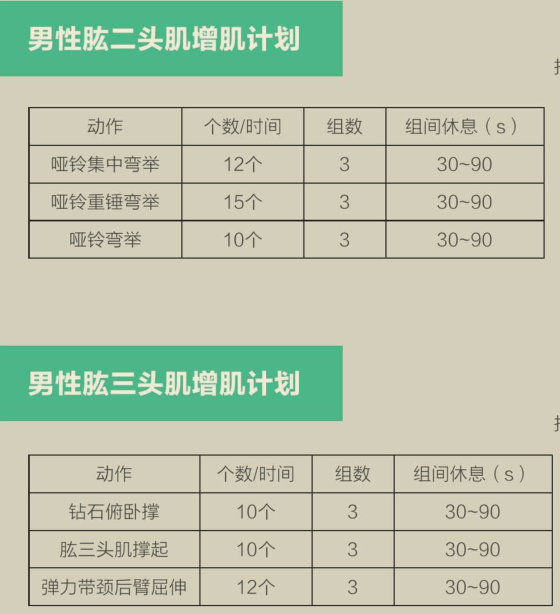 男性肱二头肌增肌计划
动作 个数/时间 组数 组间休息（s）
哑铃集中弯举 12个 3 30~90
哑铃重锤弯举 15个 3 30~90
哑铃弯举 10个 3 30~90
男性肱三头肌增肌计划
动作 个数/时间 组数 组间休息（s）
钻石俯卧撑 10个 3 30~90
肱三头肌撑起 10个 3 30~90
弹力带颈后臂屈伸 12个 3 30~90